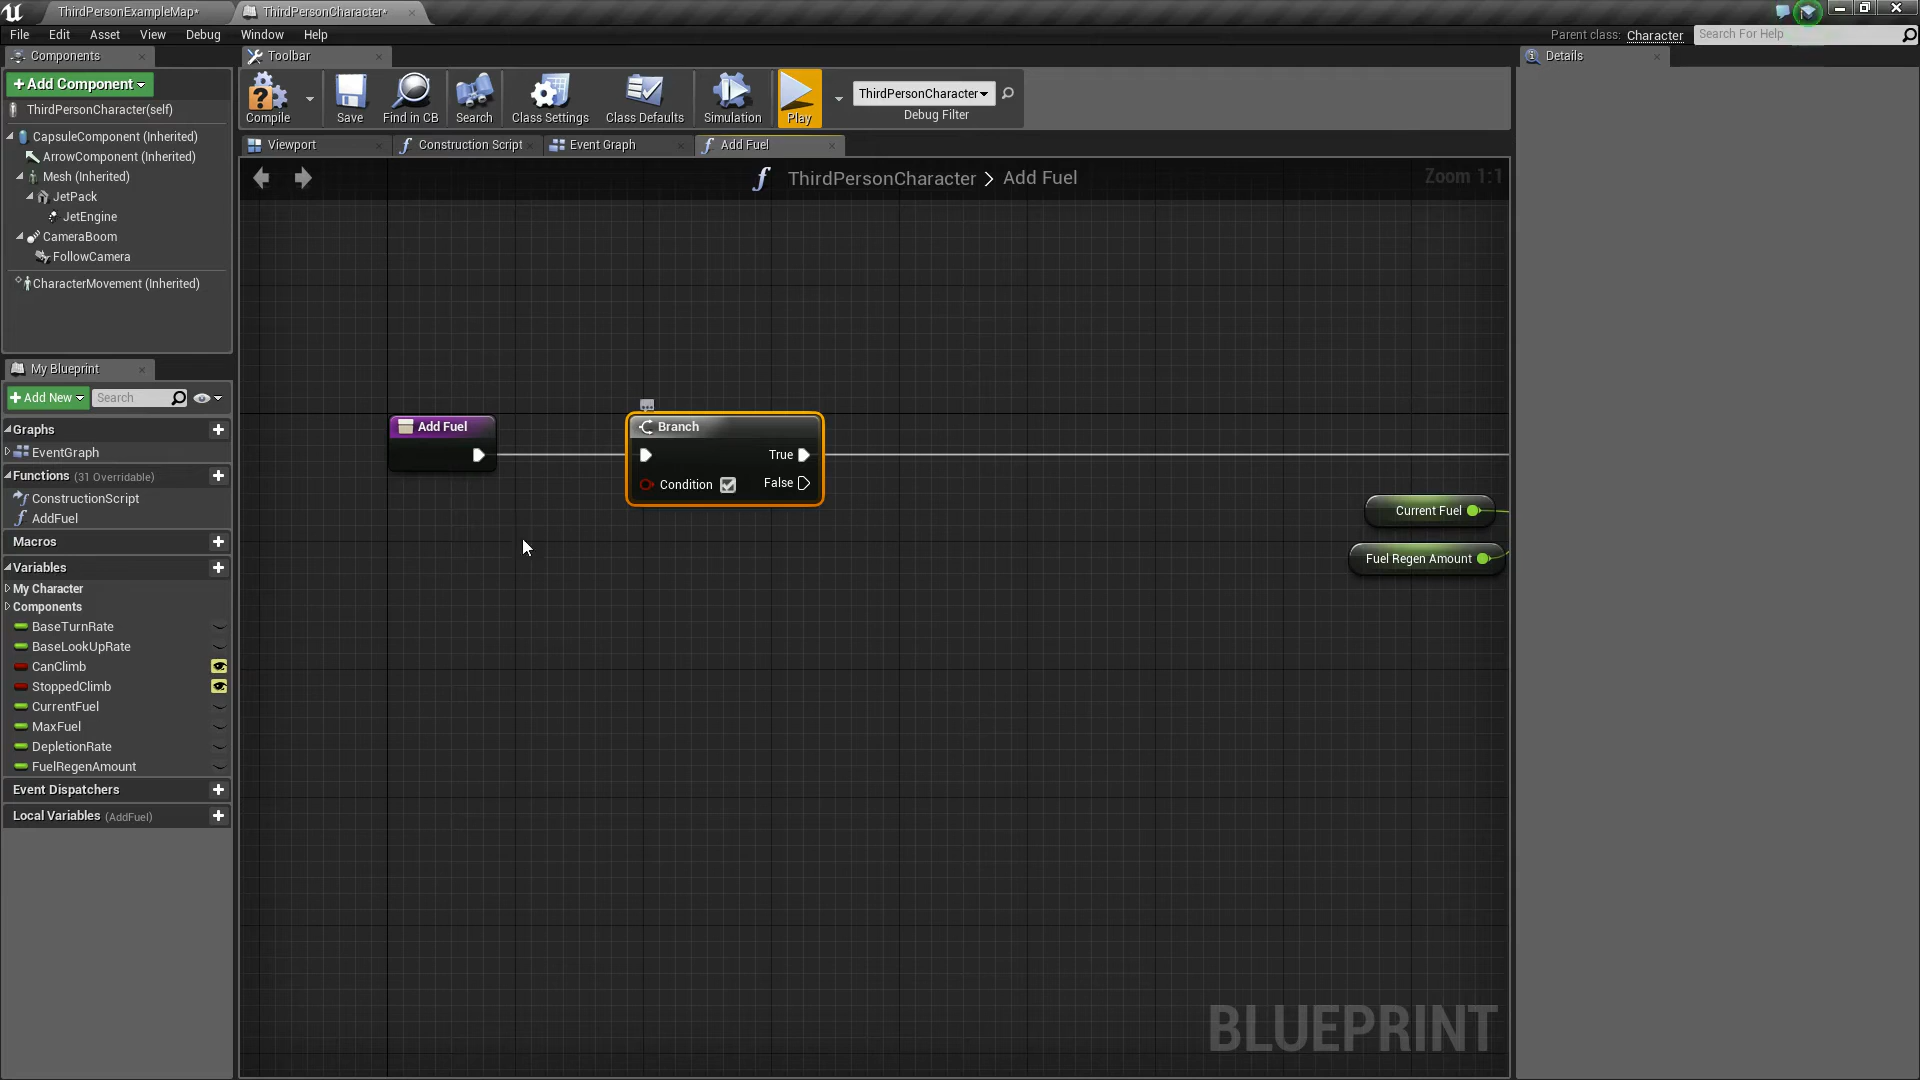 ThirdPersonExampleMap*
ThirdPersonCharacter*
File Edit Asset View Debug Window Help
Parent class: Character
Search For Help
Components
+Add Component
ThirdPersonCharacter(self)
CapsuleComponent (Inherited)
ArrowComponent (Inherited)
Mesh (Inherited)
JetPack
JetEngine
CameraBoom
FollowCamera
CharacterMovement (Inherited)
My Blueprint
+Add New
Search
Graphs
EventGraph
Functions (31 Overridable)
ConstructionScript
AddFuel
Macros
Variables
My Character
Components
BaseTurnRate
BaseLookUpRate
CanClimb
StoppedClimb
CurrentFuel
MaxFuel
DepletionRate
FuelRegenAmount
Event Dispatchers
Local Variables (AddFuel)
Toolbar
Compile
Save
Find in CB
Search
Class Settings
Class Defaults
Simulation
Play
ThirdPersonCharacter
Debug Filter
Viewport
Construction Script
Event Graph
Add Fuel
ThirdPersonCharacter > Add Fuel
Zoom 1:1
Add Fuel
Branch
True
Condition
False
Current Fuel
Fuel Regen Amount
BLUEPRINT
Details